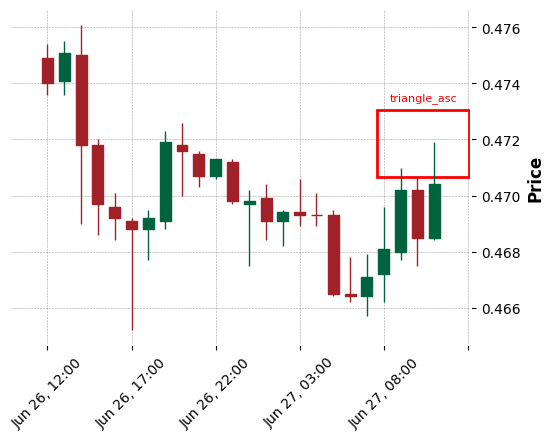 0.476
triangle_asc
0.474
0.472
0.470
0.468
0.466
Price
Jun 26, 12:00
Jun 26, 17:00
Jun 26, 22:00
Jun 27, 03:00
Jun 27, 08:00